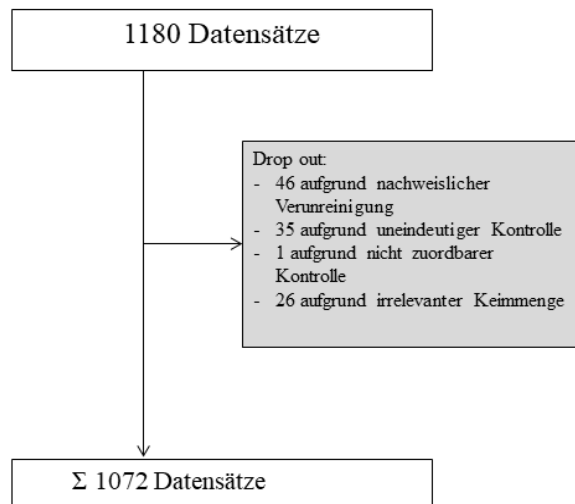 1180 Datensätze
Drop out:
- 46 aufgrund nachweislicher
Verunreinigung
- 35 aufgrund uneindeutiger Kontrolle
- 1 aufgrund nicht zuordbarer
Kontrolle
- 26 aufgrund irrelevanter Keimmenge
Σ 1072 Datensätze